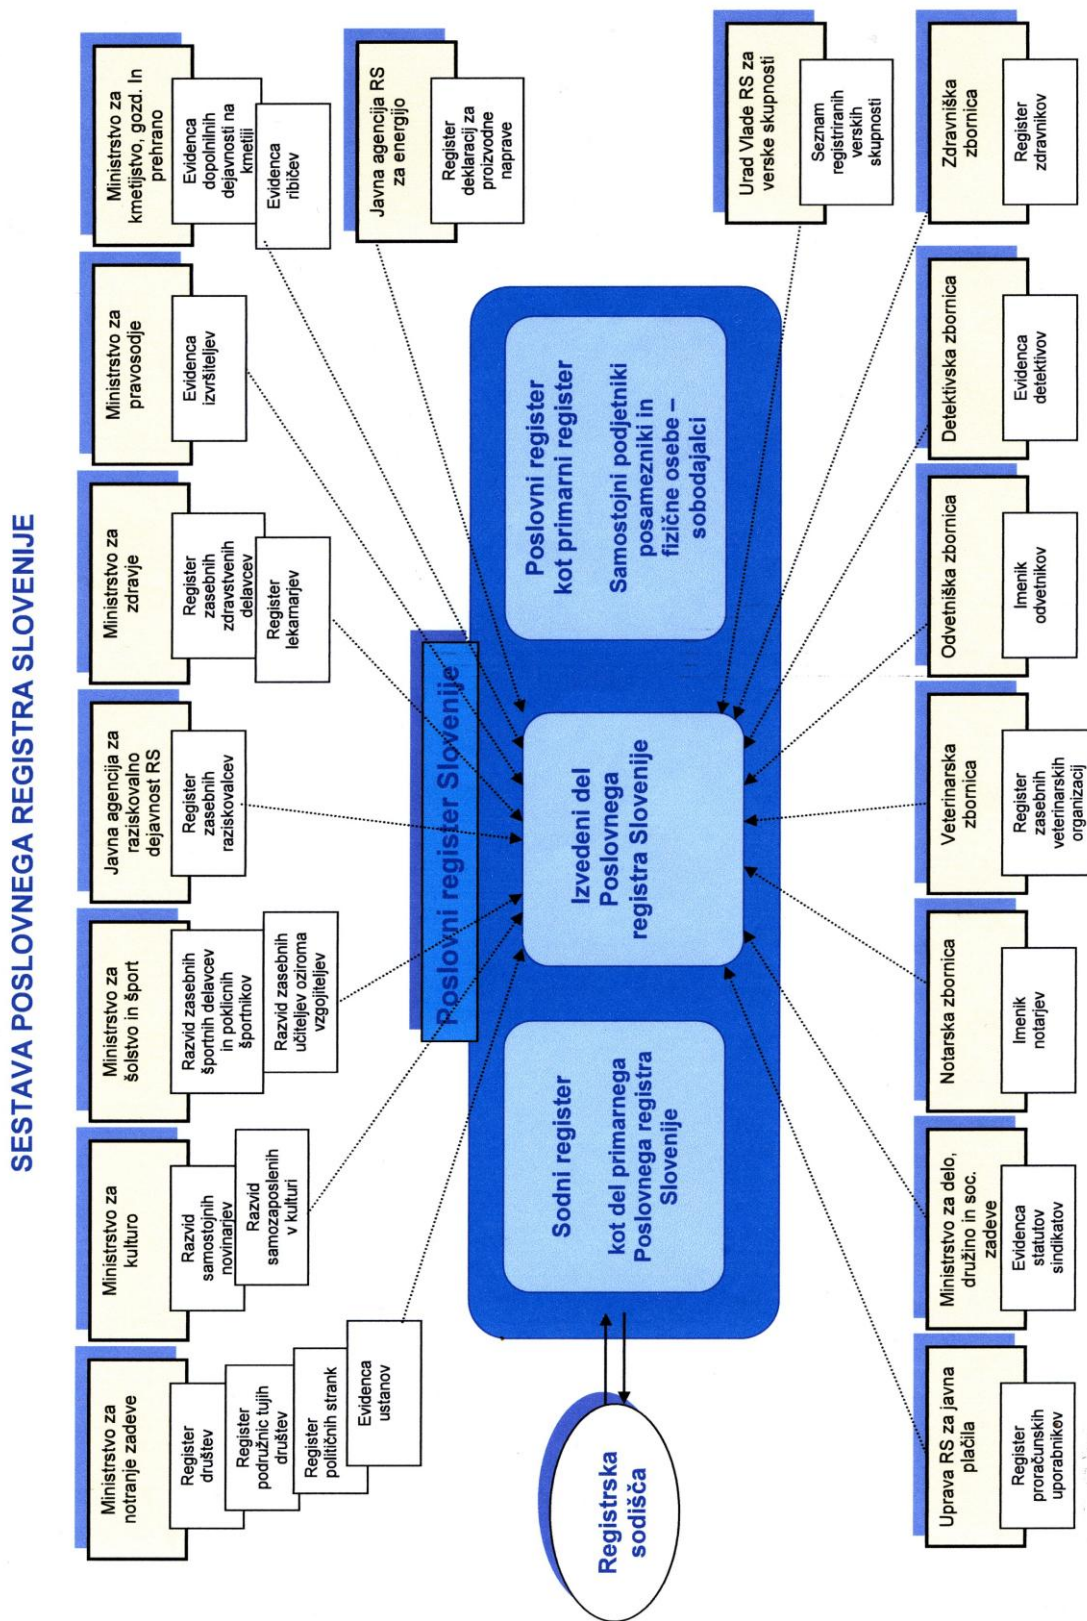 SESTAVA POSLOVNEGA REGISTRA SLOVENIJE
Ministrstvo za
notranje zadeve
Register
društev
Register
podružnic tujih
društev
Register
političnih strank
Evidenca
ustanov
Ministrstvo za
kulturo
Razvid
samostojnih
novinarjev
Razvid
samozaposlenih
v kulturi
Ministrstvo za
šolstvo in šport
Razvid zasebnih
športnih delavcev
in poklicnih
športnikov
Razvid zasebnih
učiteljev oziroma
vzgojiteljev
Javna agencija za
raziskovalno
dejavnost RS
Register
zasebnih
raziskovalcev
Ministrstvo za
zdravje
Register
zasebnih
zdravstvenih
delavcev
Register
lekarnarjev
Ministrstvo za
pravosodje
Evidenca
izvršiteljev
Ministrstvo za
kmetijstvo, gozd. In
prehrano
Evidenca
dopolnilnih
dejavnosti na
kmetiji
Evidenca
ribičev
Javna agencija RS
za energijo
Register
deklaracij za
proizvodne
naprave
Poslovni register Slovenije
Registrska
sodišča
Sodni register
kot del primarnega
Poslovnega registra
Slovenije
Izvedeni del
Poslovnega
registra Slovenije
Poslovni register
kot primarni register
Samostojni podjetniki
posamezniki in
fizične osebe –
sobodajalci
Urad Vlade RS za
verske skupnosti
Seznam
registriranih
verskih
skupnosti
Uprava RS za javna
plačila
Register
proračunskih
uporabnikov
Ministrstvo za delo,
družino in soc.
zadeve
Evidenca
statutov
sindikatov
Notarska zbornica
Imenik
notarjev
Veterinarska
zbornica
Register
zasebnih
veterinarskih
organizacij
Odvetniška zbornica
Imenik
odvetnikov
Detektivska zbornica
Evidenca
detektivov
Zdravniška
zbornica
Register
zdravnikov